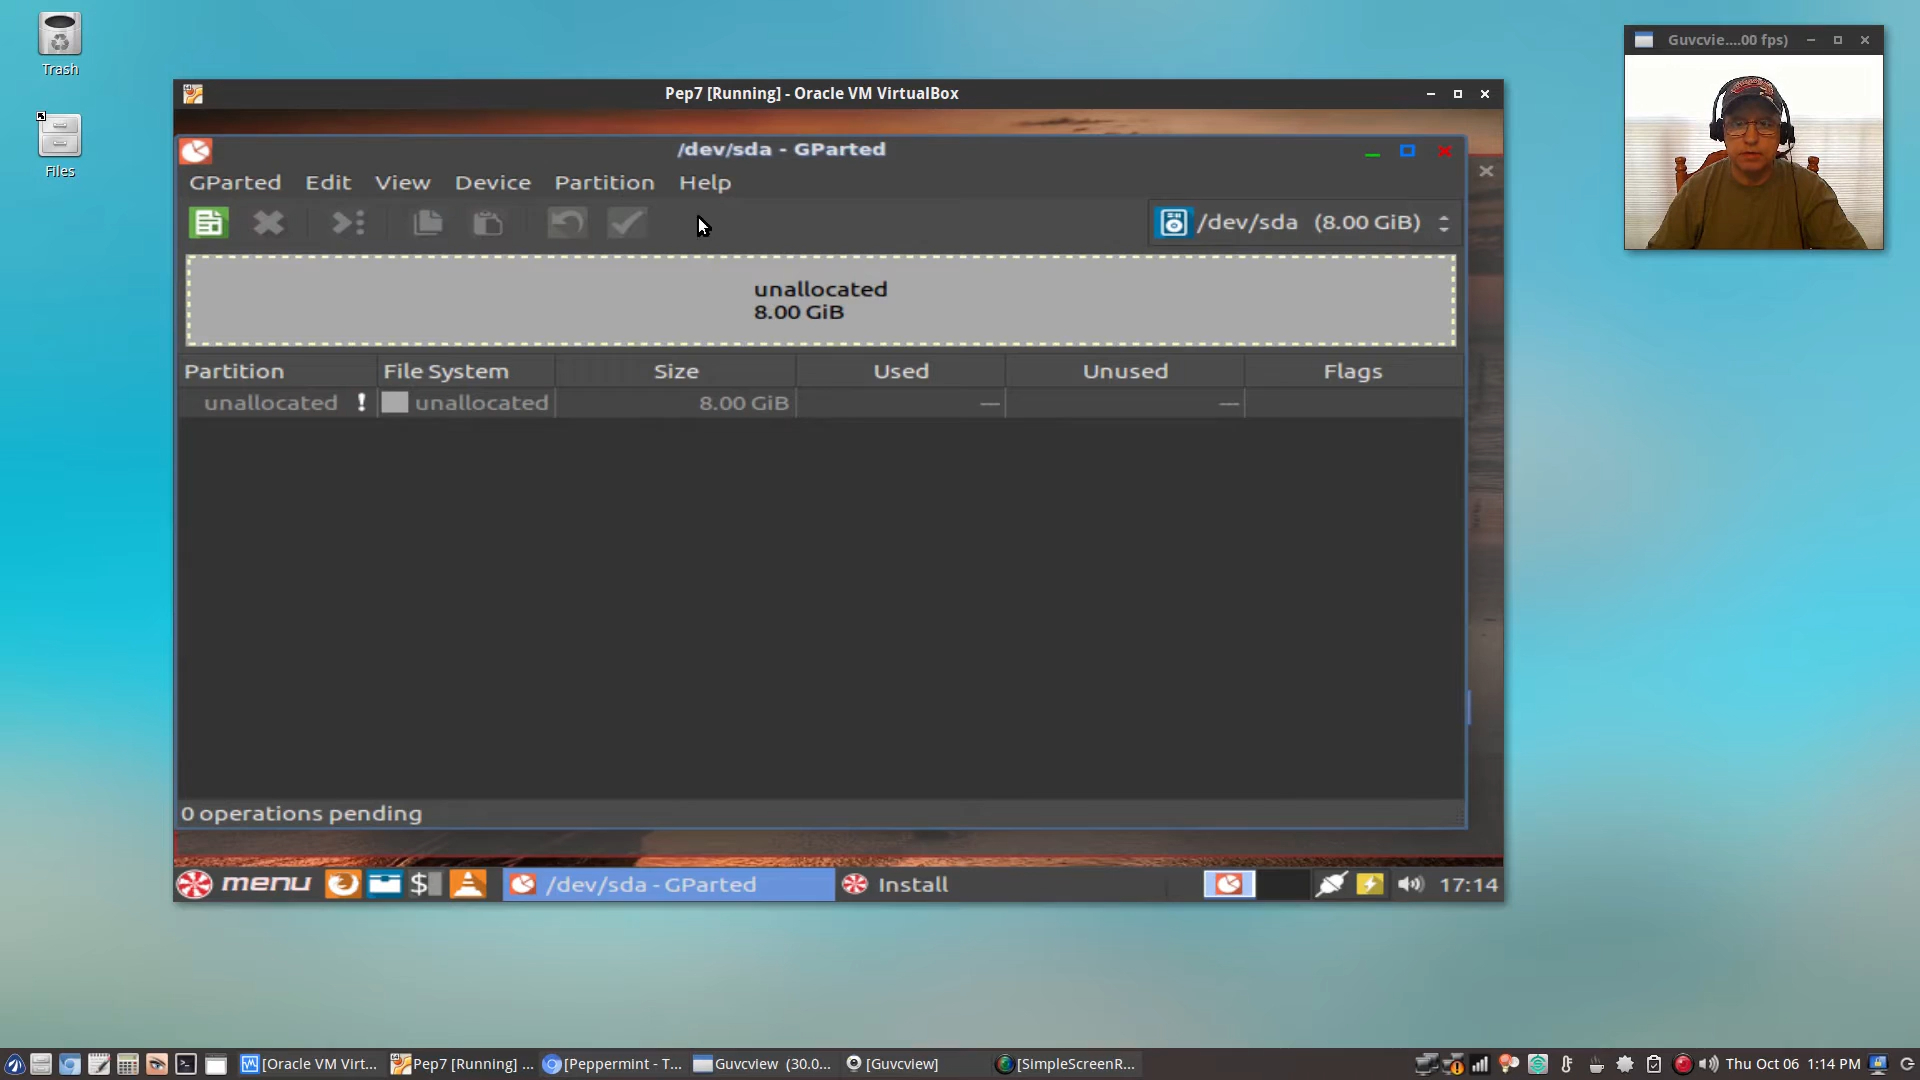 Trash
Files
Guvcvie....00 fps)
Pep7 [Running] - Oracle VM VirtualBox
/dev/sda - GParted
GParted Edit View Device Partition Help
/dev/sda (8.00 GiB)
unallocated
8.00 GiB
Partition File System Size Used Unused Flags
unallocated ! unallocated 8.00 GiB — —
0 operations pending
menu $ /dev/sda - GParted Install 17:14
[Oracle VM Virt... Pep7 [Running] ... [Peppermint - T... Guvcview (30.0... [Guvcview] [SimpleScreenR... Thu Oct 06 1:14 PM